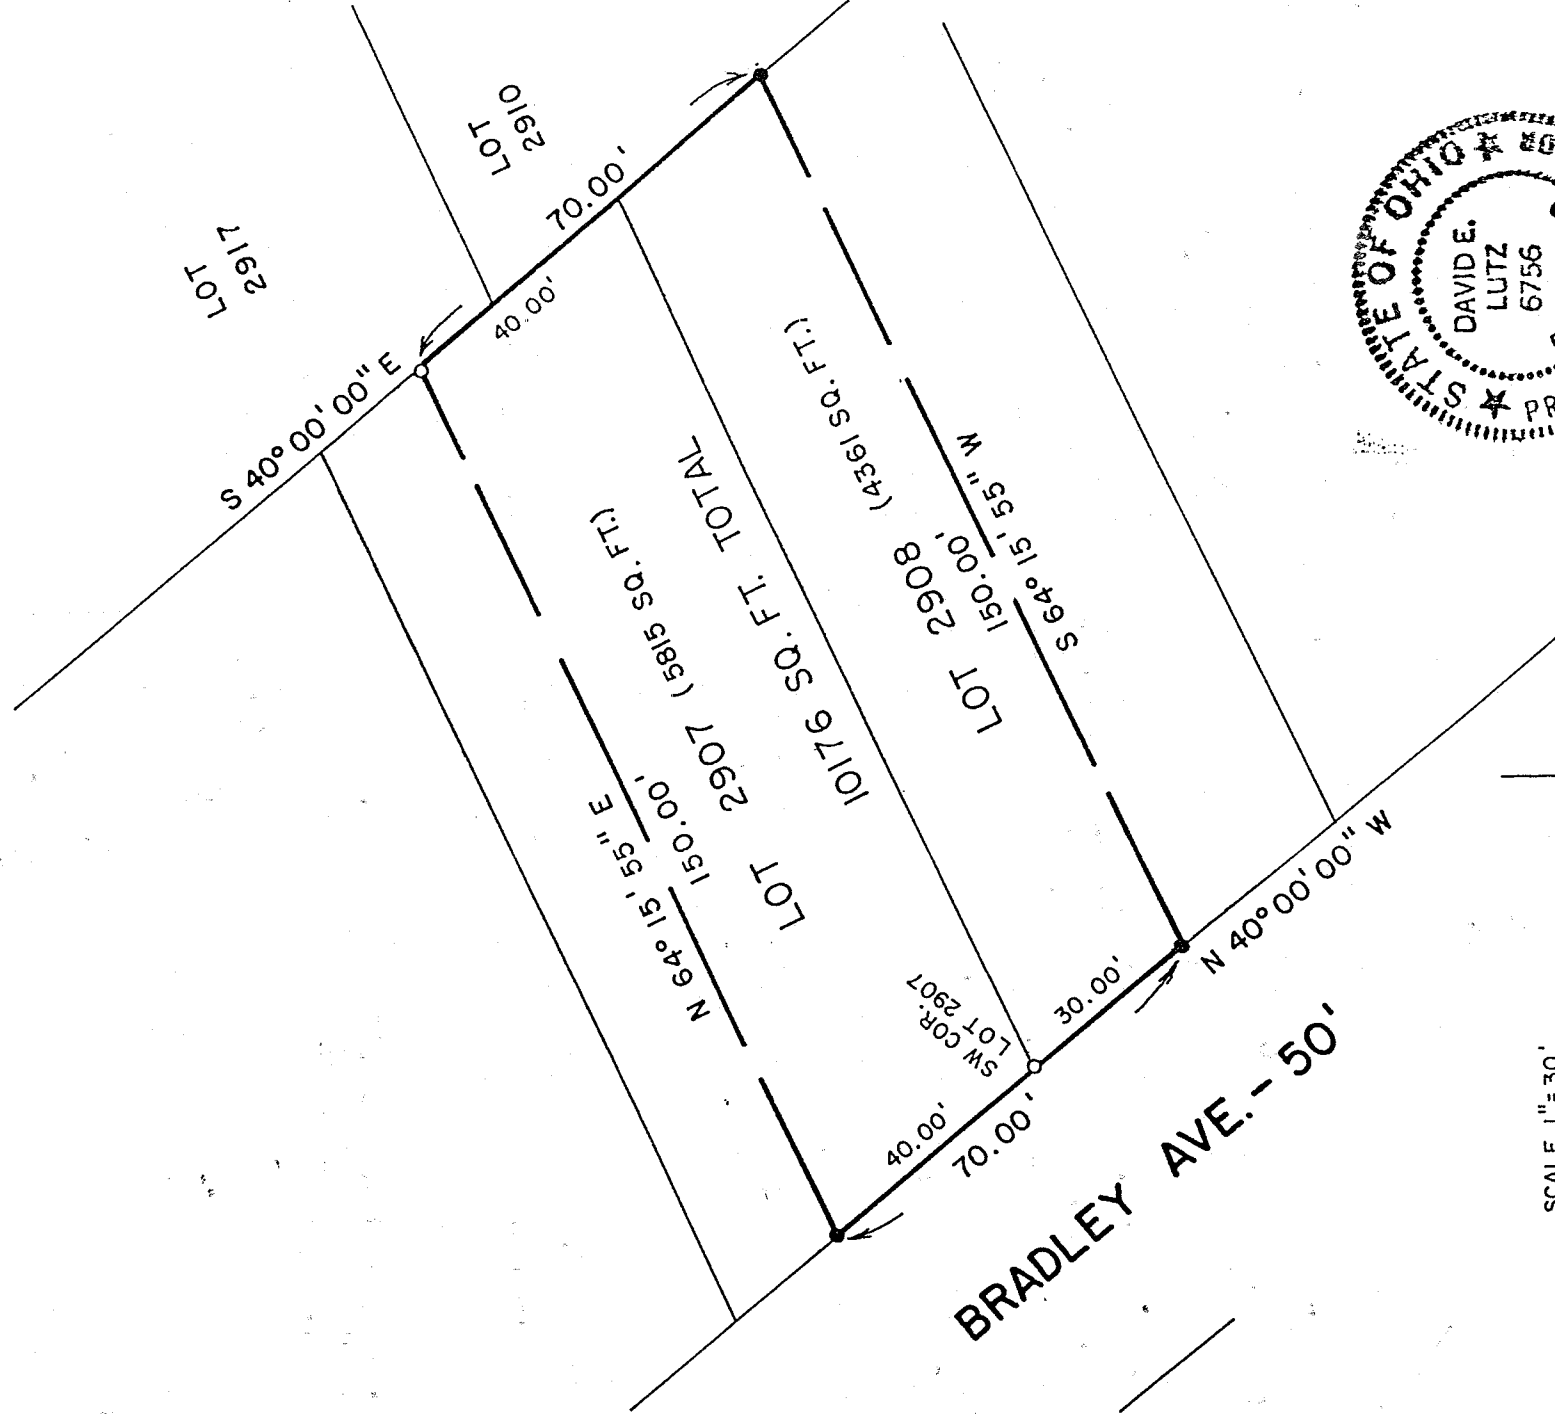 LOT
2917
LOT
2910
S 40° 00' 00" E
70.00'
40.00'
N 64° 15' 55" E
150.00'
LOT 2907 (5815 SQ. FT.)
10176 SQ. FT. TOTAL
LOT 2908 (4361 SQ. FT.)
150.00'
S 64° 15' 55" W
SW COR.
LOT 2907
40.00'
30.00'
70.00'
N 40° 00' 00" W
BRADLEY AVE. - 50'
STATE OF OHIO
DAVID E.
LUTZ
6756
SCALE 1" = 30'